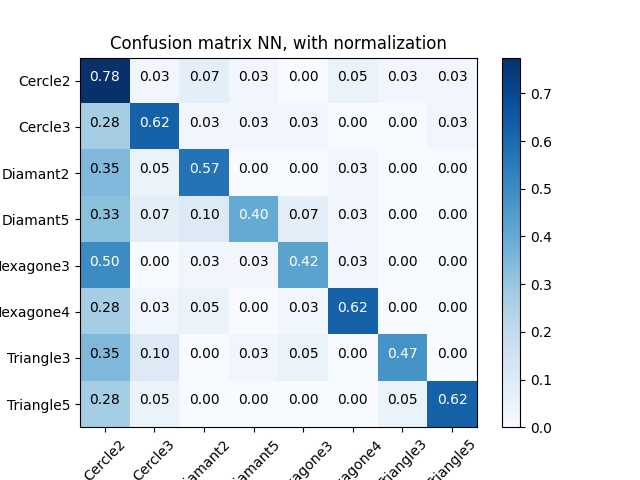 Confusion matrix NN, with normalization
Cercle2 0.78 0.03 0.07 0.03 0.00 0.05 0.03 0.03
Cercle3 0.28 0.62 0.03 0.03 0.03 0.00 0.00 0.03
Diamant2 0.35 0.05 0.57 0.00 0.00 0.03 0.00 0.00
Diamant5 0.33 0.07 0.10 0.40 0.07 0.03 0.00 0.00
exagone3 0.50 0.00 0.03 0.03 0.42 0.03 0.00 0.00
exagone4 0.28 0.03 0.05 0.00 0.03 0.62 0.00 0.00
Triangle3 0.35 0.10 0.00 0.03 0.05 0.00 0.47 0.00
Triangle5 0.28 0.05 0.00 0.00 0.00 0.00 0.05 0.62
Cercle2 Cercle3 iamant2 iamant5 xagone3 xagone4 Triangle3 Triangle5
0.7
0.6
0.5
0.4
0.3
0.2
0.1
0.0